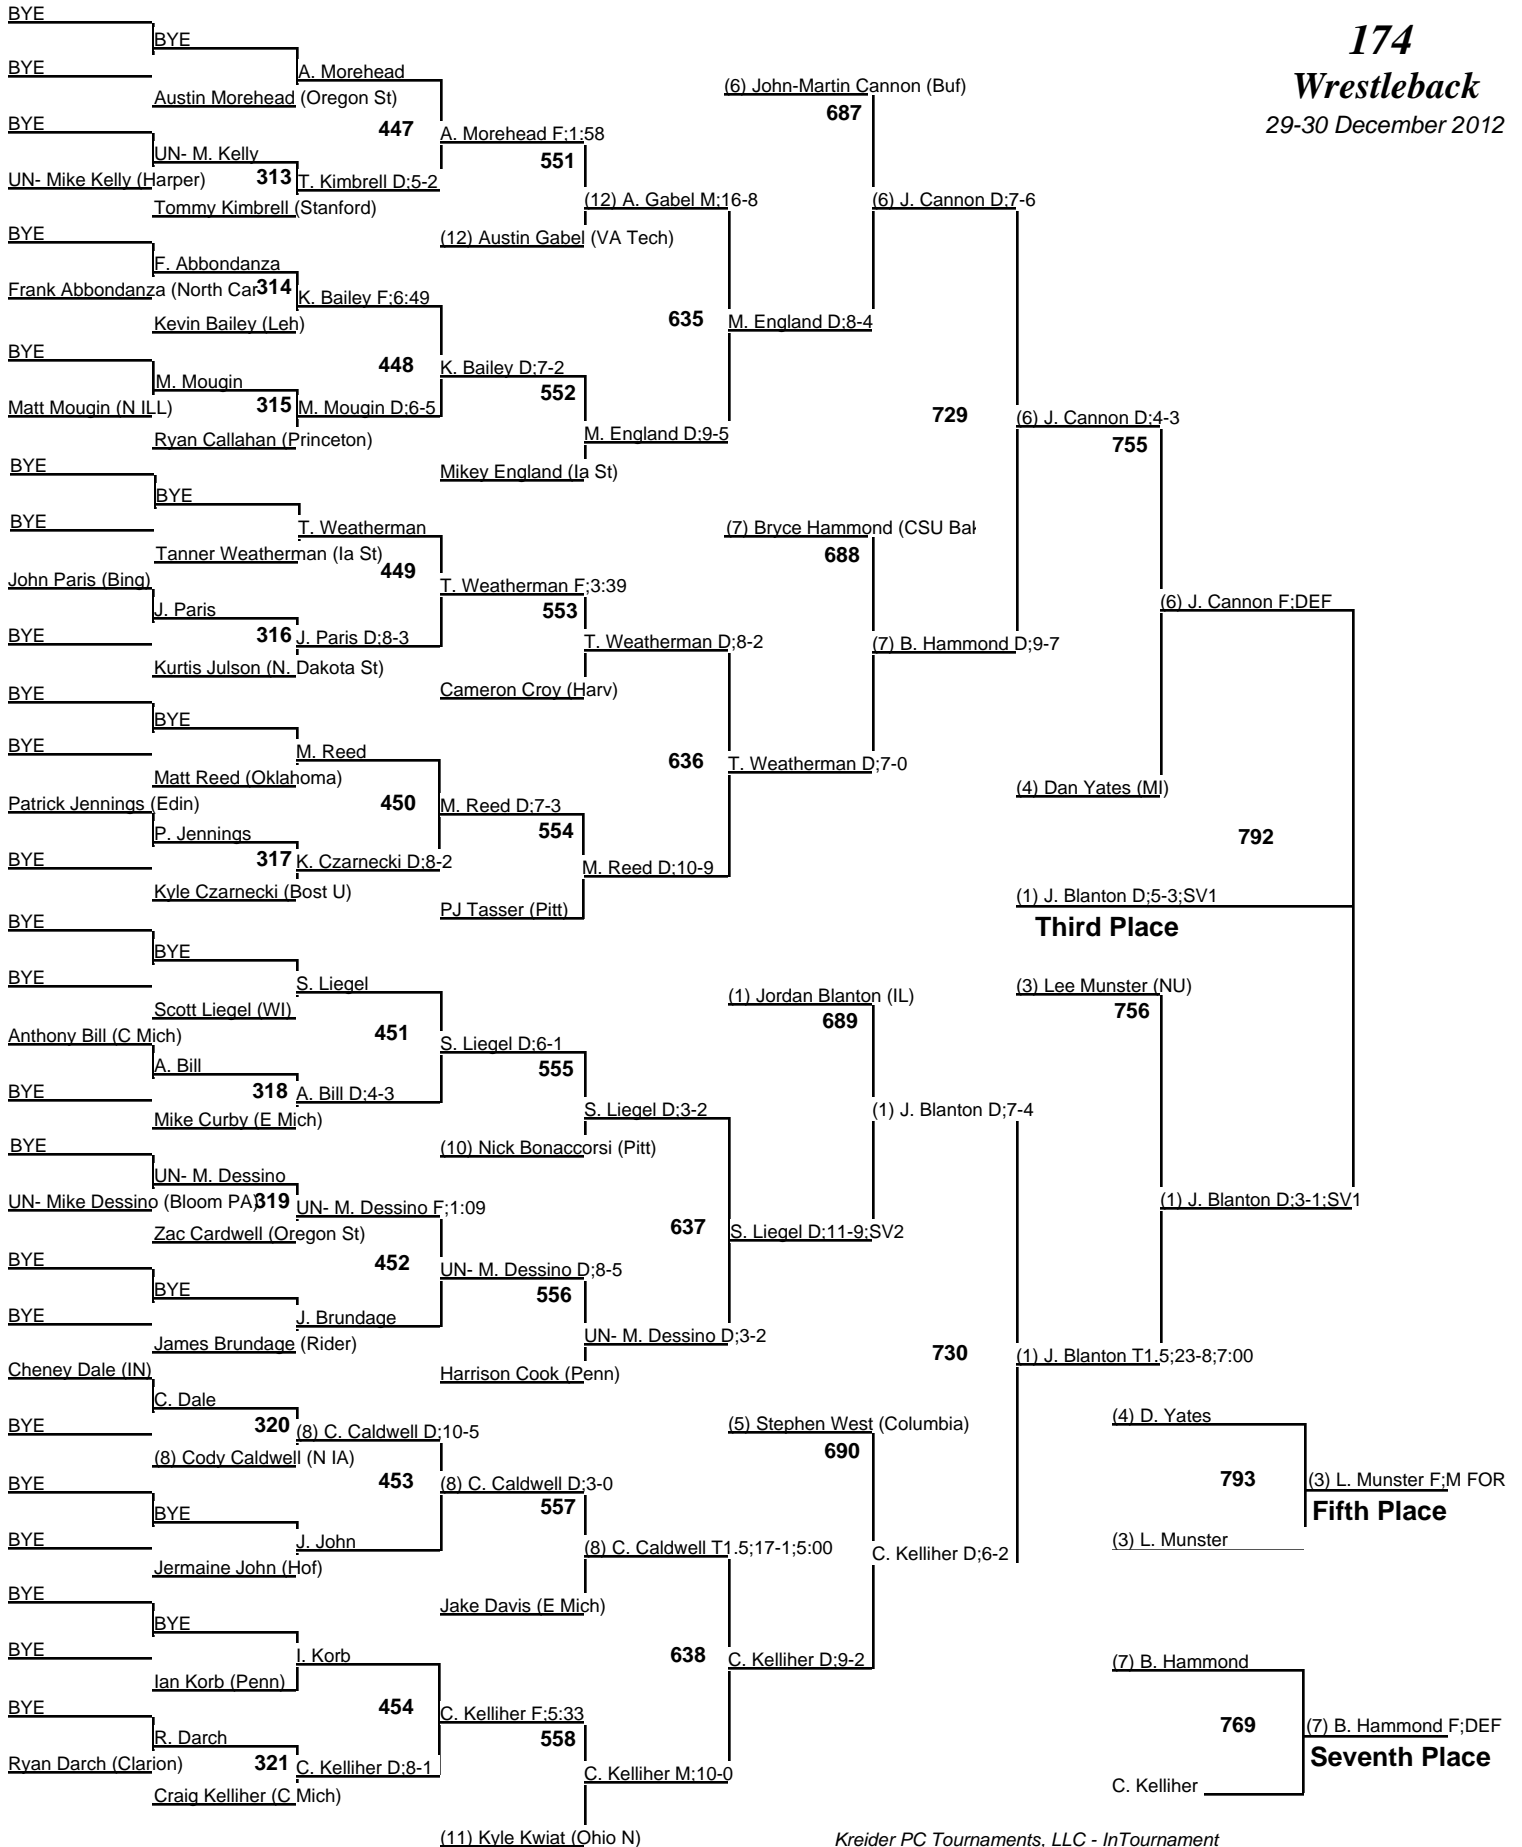 BYE
174
BYE
Wrestleback
BYE
A. Morehead
(6) John-Martin Cannon (Buf)
Austin Morehead (Oregon St)
687
29-30 December 2012
BYE
447
A. Morehead F;1:58
UN- M. Kelly
551
UN- Mike Kelly (Harper)
313
T. Kimbrell D;5-2
Tommy Kimbrell (Stanford)
(12) A. Gabel M;16-8
(6) J. Cannon D;7-6
BYE
(12) Austin Gabel (VA Tech)
F. Abbondanza
Frank Abbondanza (North Car
314
K. Bailey F;6:49
Kevin Bailey (Leh)
635
M. England D;8-4
BYE
448
K. Bailey D;7-2
M. Mougin
552
Matt Mougin (N ILL)
315
M. Mougin D;6-5
729
(6) J. Cannon D;4-3
Ryan Callahan (Princeton)
M. England D;9-5
755
BYE
Mikey England (Ia St)
BYE
BYE
T. Weatherman
(7) Bryce Hammond (CSU Bak
Tanner Weatherman (Ia St)
688
449
John Paris (Bing)
T. Weatherman F;3:39
J. Paris
553
(6) J. Cannon F;DEF
BYE
316
J. Paris D;8-3
T. Weatherman D;8-2
(7) B. Hammond D;9-7
Kurtis Julson (N. Dakota St)
BYE
Cameron Croy (Harv)
BYE
BYE
M. Reed
636
T. Weatherman D;7-0
Matt Reed (Oklahoma)
(4) Dan Yates (MI)
Patrick Jennings (Edin)
450
M. Reed D;7-3
P. Jennings
554
792
BYE
317
K. Czarnecki D;8-2
M. Reed D;10-9
Kyle Czarnecki (Bost U)
(1) J. Blanton D;5-3;SV1
BYE
PJ Tasser (Pitt)
Third Place
BYE
BYE
S. Liegel
(1) Jordan Blanton (IL)
(3) Lee Munster (NU)
Scott Liegel (WI)
689
756
Anthony Bill (C Mich)
451
S. Liegel D;6-1
A. Bill
555
BYE
318
A. Bill D;4-3
S. Liegel D;3-2
(1) J. Blanton D;7-4
Mike Curby (E Mich)
BYE
(10) Nick Bonaccorsi (Pitt)
UN- M. Dessino
UN- Mike Dessino (Bloom PA)
319
UN- M. Dessino F;1:09
(1) J. Blanton D;3-1;SV1
Zac Cardwell (Oregon St)
637
S. Liegel D;11-9;SV2
BYE
452
UN- M. Dessino D;8-5
BYE
556
BYE
J. Brundage
James Brundage (Rider)
UN- M. Dessino D;3-2
730
(1) J. Blanton T1.5;23-8;7:00
Cheney Dale (IN)
Harrison Cook (Penn)
C. Dale
(4) D. Yates
BYE
320
(8) C. Caldwell D;10-5
(5) Stephen West (Columbia)
(8) Cody Caldwell (N IA)
690
BYE
453
(8) C. Caldwell D;3-0
793
(3) L. Munster F;M FOR
BYE
557
Fifth Place
BYE
J. John
(8) C. Caldwell T1.5;17-1;5:00
C. Kelliher D;6-2
(3) L. Munster
Jermaine John (Hof)
BYE
Jake Davis (E Mich)
BYE
BYE
I. Korb
638
C. Kelliher D;9-2
(7) B. Hammond
Ian Korb (Penn)
BYE
454
C. Kelliher F;5:33
769
(7) B. Hammond F;DEF
R. Darch
558
Seventh Place
Ryan Darch (Clarion)
321
C. Kelliher D;8-1
C. Kelliher M;10-0
C. Kelliher
Craig Kelliher (C Mich)
(11) Kyle Kwiat (Ohio N)
Kreider PC Tournaments, LLC - InTournament